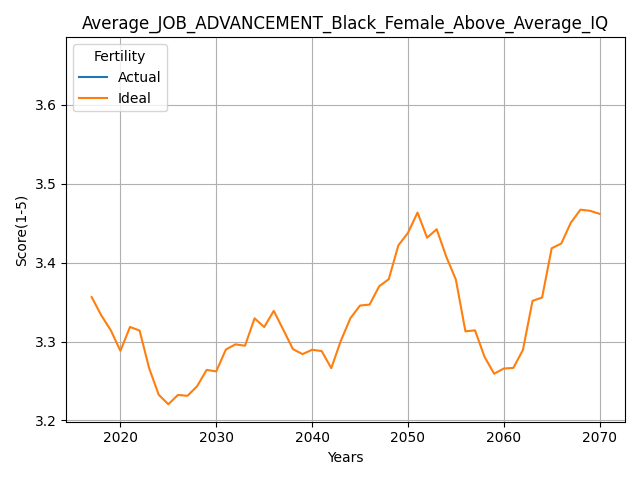 Average_JOB_ADVANCEMENT_Black_Female_Above_Average_IQ
Fertility
Actual
Ideal
3.6
3.5
3.4
3.3
3.2
Score(1-5)
2020 2030 2040 2050 2060 2070
Years